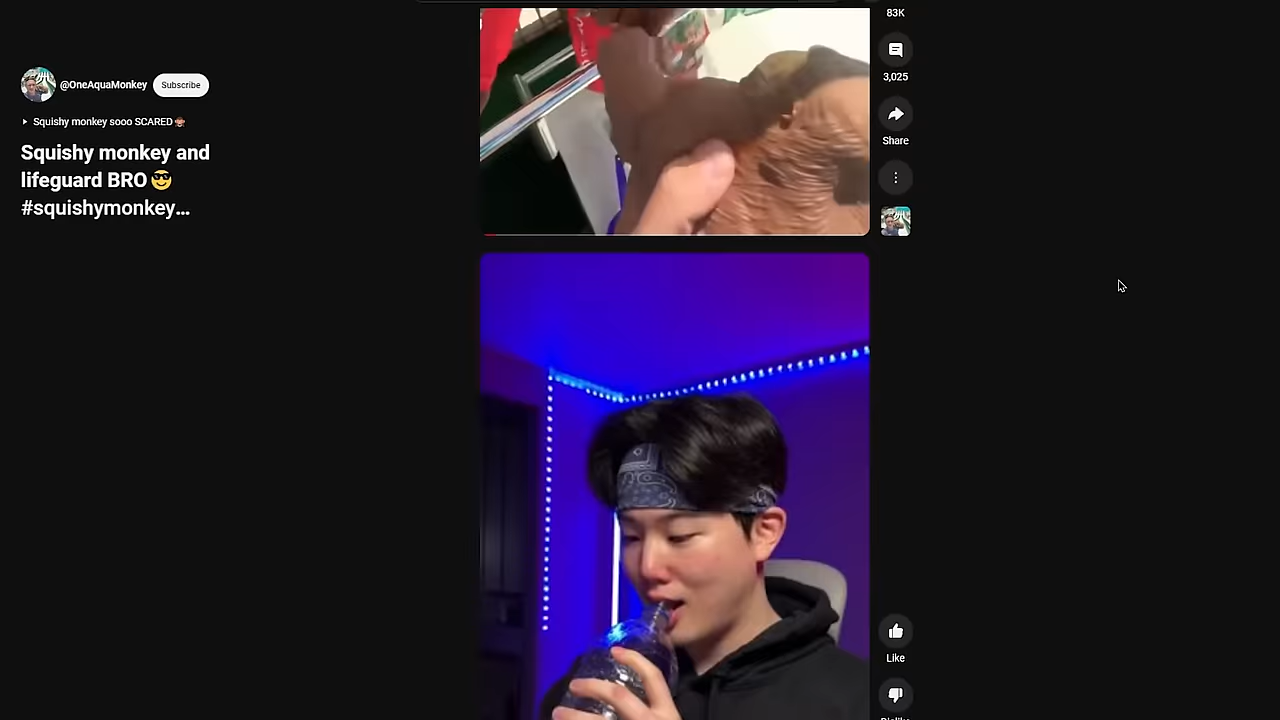 83K
3,025
@OneAquaMonkey Subscribe
Squishy monkey sooo SCARED🙊
Share
Squishy monkey and
lifeguard BRO😎
#squishymonkey...
Like